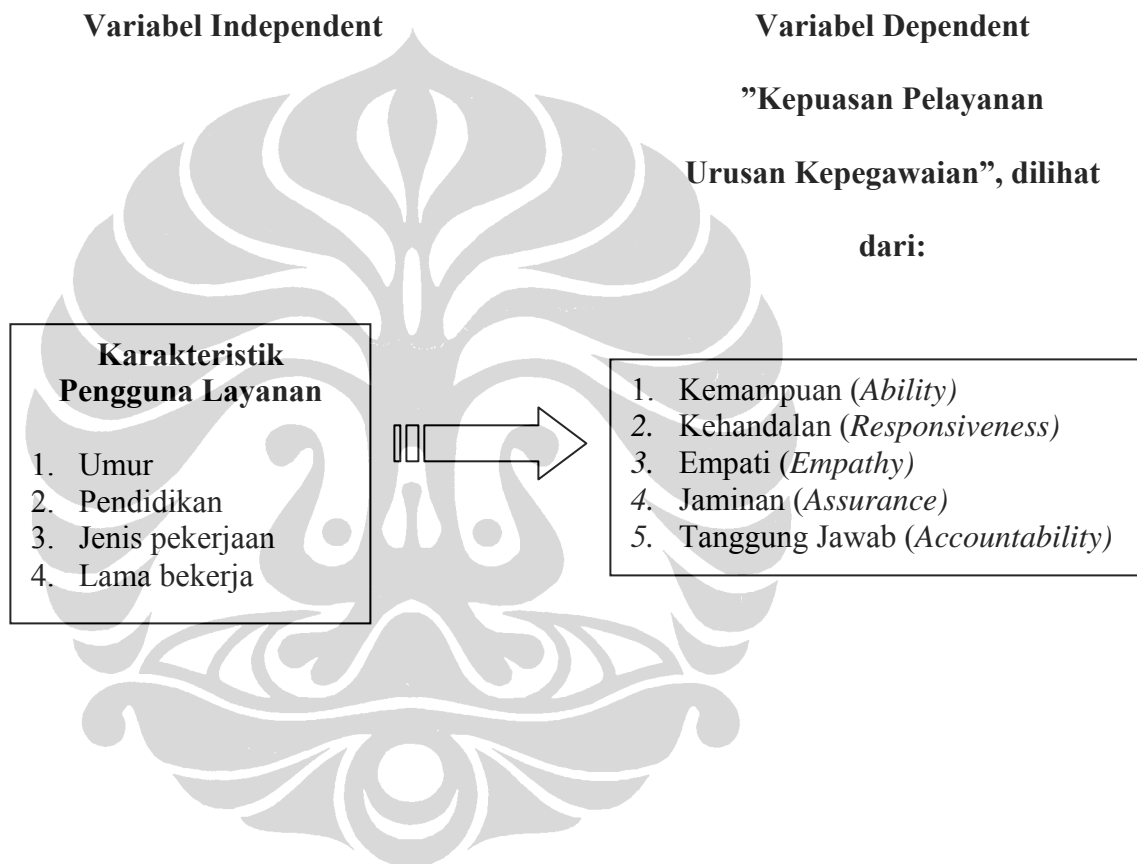 Variabel Independent
Variabel Dependent
”Kepuasan Pelayanan
Urusan Kepegawaian”, dilihat
dari:
Karakteristik
Pengguna Layanan
1. Umur
2. Pendidikan
3. Jenis pekerjaan
4. Lama bekerja
1. Kemampuan (Ability)
2. Kehandalan (Responsiveness)
3. Empati (Empathy)
4. Jaminan (Assurance)
5. Tanggung Jawab (Accountability)